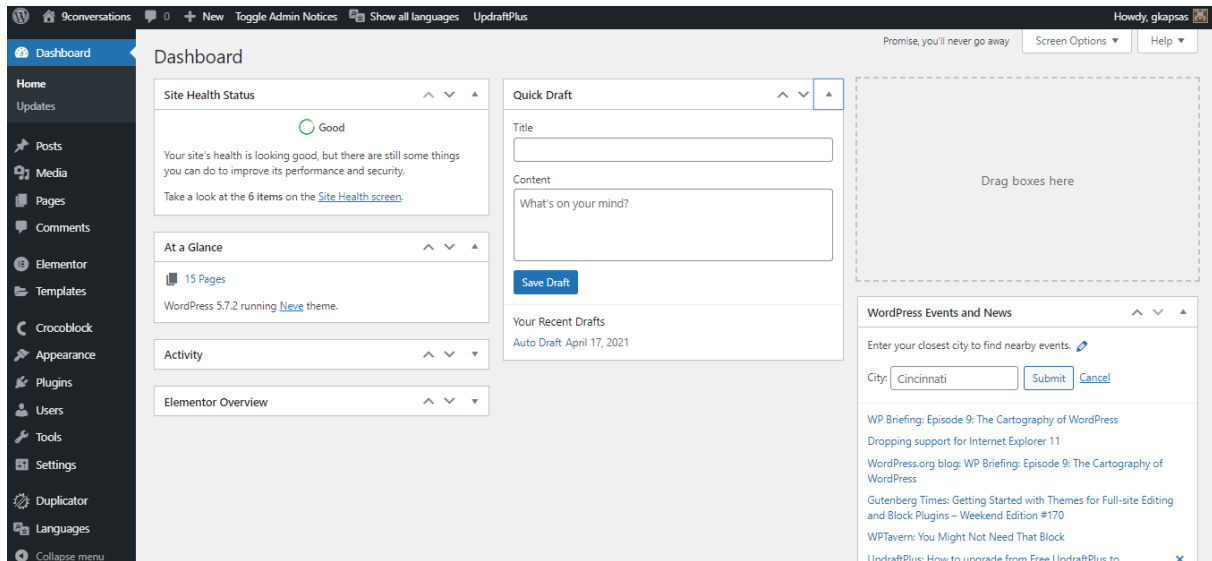 9conversations 0 New Toggle Admin Notices Show all languages UpdraftPlus Howdy, gkapsas
Dashboard
Home
Updates
Posts
Media
Pages
Comments
Elementor
Templates
Crocoblock
Appearance
Plugins
Users
Tools
Settings
Duplicator
Languages
Collapse menu
Promise, you'll never go away Screen Options Help
Dashboard
Site Health Status
Good
Your site's health is looking good, but there are still some things
you can do to improve its performance and security.
Take a look at the 6 items on the Site Health screen.
At a Glance
15 Pages
WordPress 5.7.2 running Neve theme.
Activity
Elementor Overview
Quick Draft
Title
Content
What's on your mind?
Save Draft
Your Recent Drafts
Auto Draft April 17, 2021
Drag boxes here
WordPress Events and News
Enter your closest city to find nearby events.
City: Cincinnati Submit Cancel
WP Briefing: Episode 9: The Cartography of WordPress
Dropping support for Internet Explorer 11
WordPress.org blog: WP Briefing: Episode 9: The Cartography of
WordPress
Gutenberg Times: Getting Started with Themes for Full-site Editing
and Block Plugins – Weekend Edition #170
WPTavern: You Might Not Need That Block
UpdraftPlus: How to upgrade from Free UpdraftPlus to